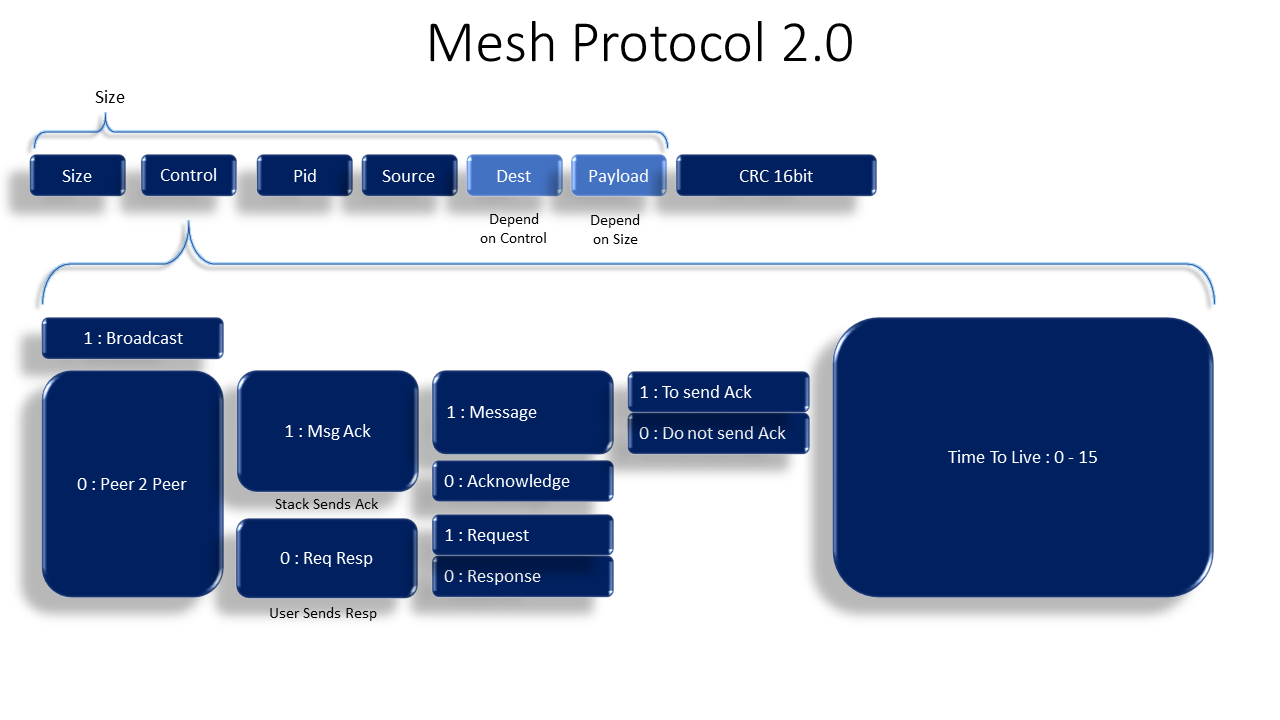 Mesh Protocol 2.0
Size
Size
Control
Pid
Source
Dest
Payload
CRC 16bit
Depend
on Control
Depend
on Size
1 : Broadcast
0 : Peer 2 Peer
1 : Msg Ack
Stack Sends Ack
0 : Req Resp
User Sends Resp
1 : Message
0 : Acknowledge
1 : Request
0 : Response
1 : To send Ack
0 : Do not send Ack
Time To Live : 0 - 15